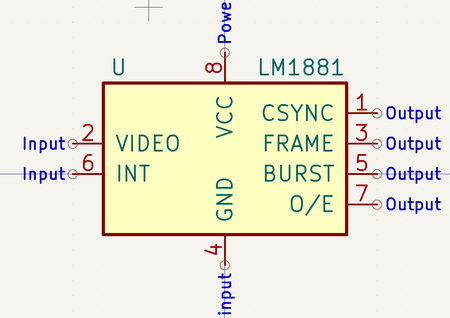 Powe
8
U LM1881
VCC
CSYNC 1 Output
Input 2 VIDEO FRAME 3 Output
Input 6 INT BURST 5 Output
GND O/E 7 Output
4
input